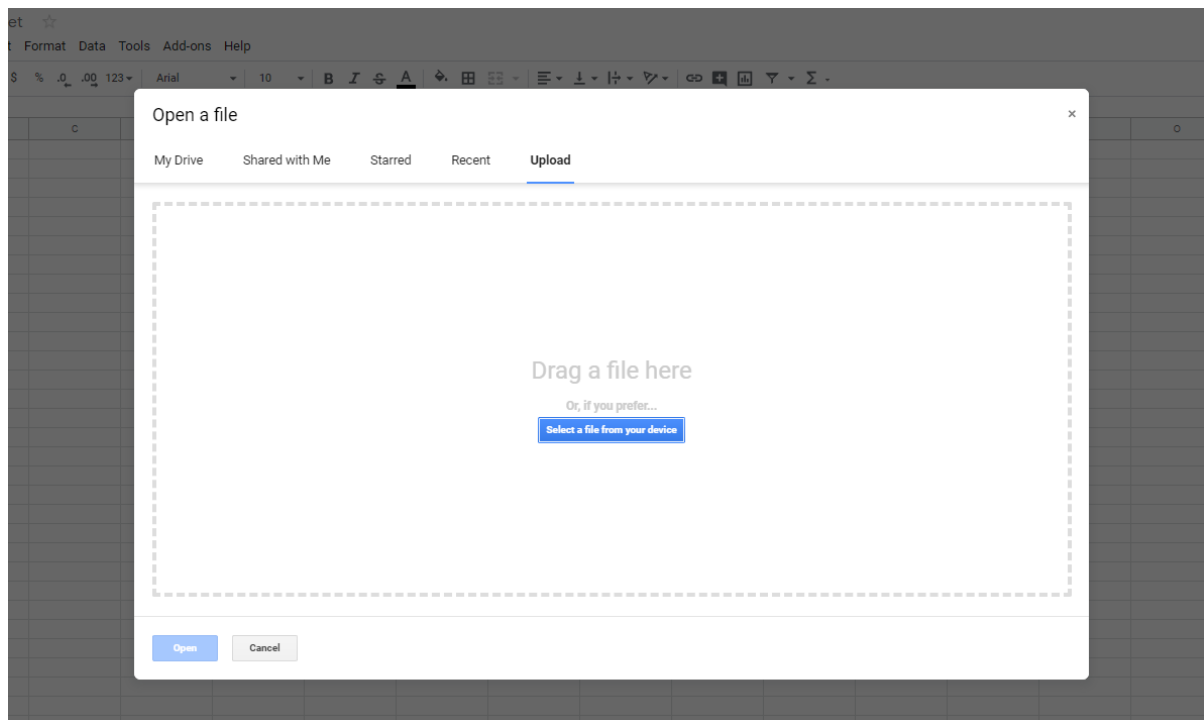 et
t Format Data Tools Add-ons Help
$ % .0 .00 123 Arial 10 B I S A
Open a file ×
C O
My Drive Shared with Me Starred Recent Upload
Drag a file here
Or, if you prefer...
Select a file from your device
Open Cancel